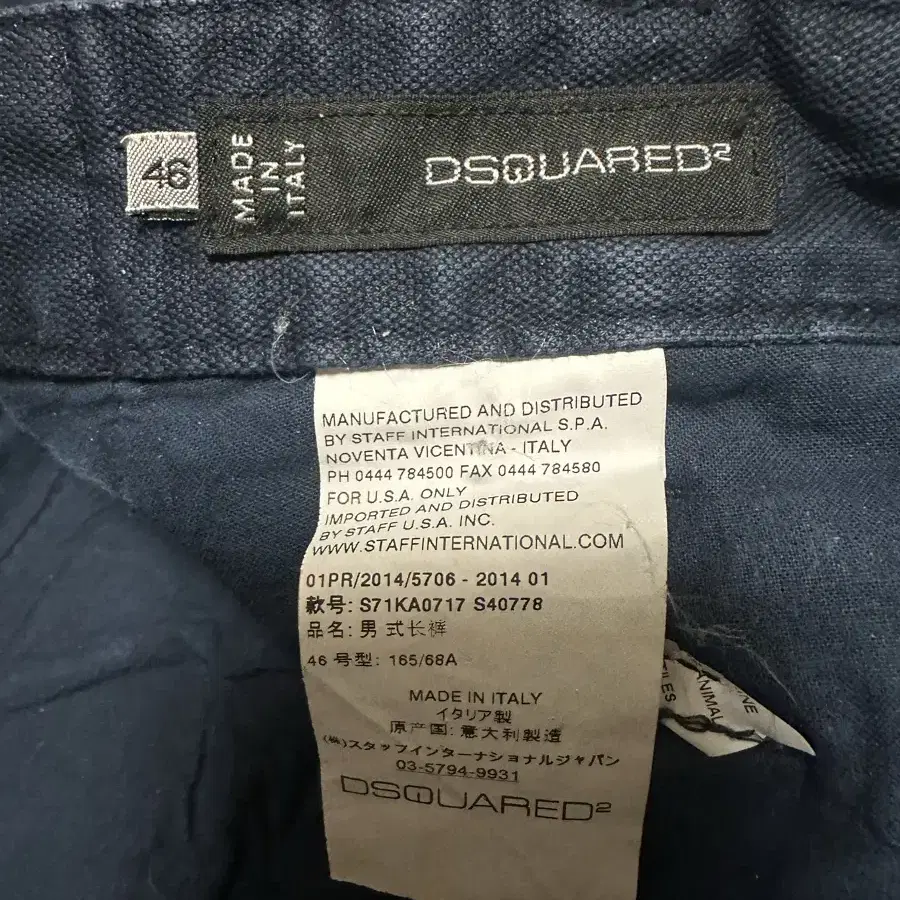 46
MADE
IN
ITALY
DSQUARED²
MANUFACTURED AND DISTRIBUTED
BY STAFF INTERNATIONAL S.P.A.
NOVENTA VICENTINA - ITALY
PH 0444 784500 FAX 0444 784580
FOR U.S.A. ONLY
IMPORTED AND DISTRIBUTED
BY STAFF U.S.A. INC.
WWW.STAFFINTERNATIONAL.COM
01PR/2014/5706 - 2014 01
款号: S71KA0717 S40778
品名: 男 式长裤
46 号型: 165/68A
MADE IN ITALY
イタリア製
原产国: 意大利製造
(株)スタッフインターナショナルジャパン
03-5794-9931
DSQUARED²
ANIMAL